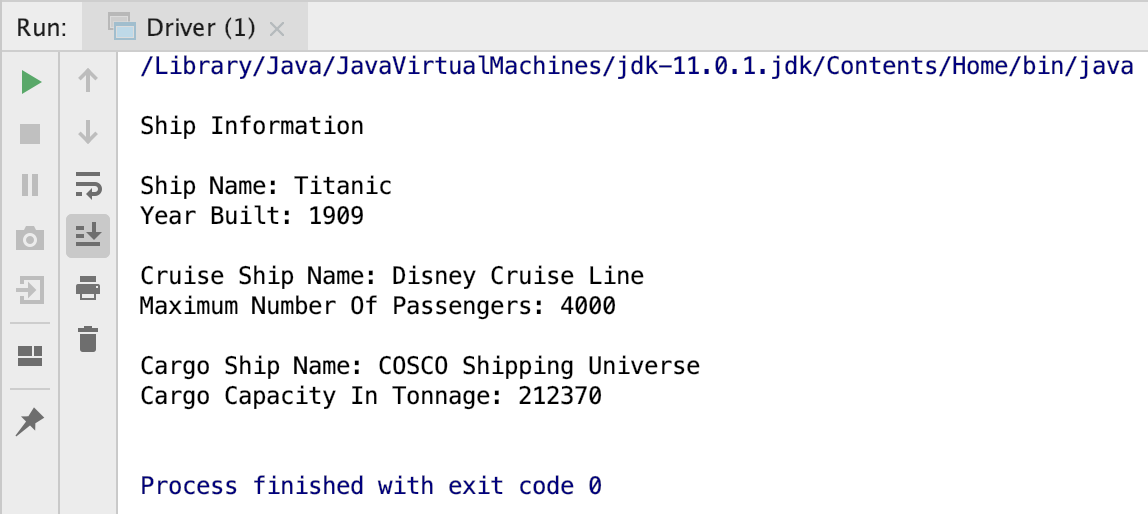 Run: Driver (1)
/Library/Java/JavaVirtualMachines/jdk-11.0.1.jdk/Contents/Home/bin/java
Ship Information
Ship Name: Titanic
Year Built: 1909
Cruise Ship Name: Disney Cruise Line
Maximum Number Of Passengers: 4000
Cargo Ship Name: COSCO Shipping Universe
Cargo Capacity In Tonnage: 212370
Process finished with exit code 0